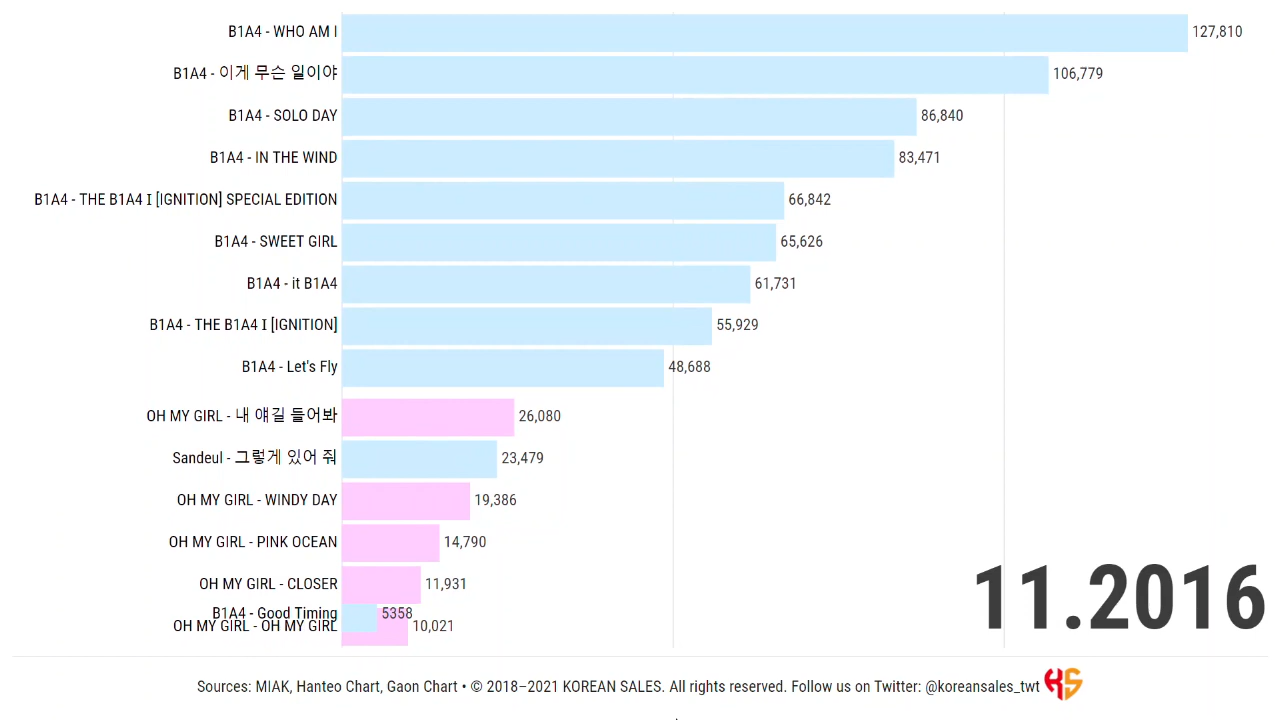 B1A4 - WHO AM I 127,810
B1A4 - 이게 무슨 일이야 106,779
B1A4 - SOLO DAY 86,840
B1A4 - IN THE WIND 83,471
B1A4 - THE B1A4 I [IGNITION] SPECIAL EDITION 66,842
B1A4 - SWEET GIRL 65,626
B1A4 - it B1A4 61,731
B1A4 - THE B1A4 I [IGNITION] 55,929
B1A4 - Let's Fly 48,688
OH MY GIRL - 내 얘길 들어봐 26,080
Sandeul - 그렇게 있어 줘 23,479
OH MY GIRL - WINDY DAY 19,386
OH MY GIRL - PINK OCEAN 14,790
OH MY GIRL - CLOSER 11,931
B1A4 - Good Timing 5358
OH MY GIRL - OH MY GIRL 10,021
11.2016
Sources: MIAK, Hanteo Chart, Gaon Chart • © 2018–2021 KOREAN SALES. All rights reserved. Follow us on Twitter: @koreansales_twt KS